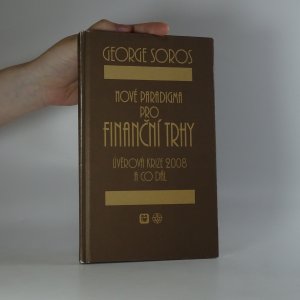 GEORGE SOROS
NOVÉ PARADIGMA
PRO
FINANČNÍ TRHY
ÚVĚROVÁ KRIZE 2008
A CO DÁL